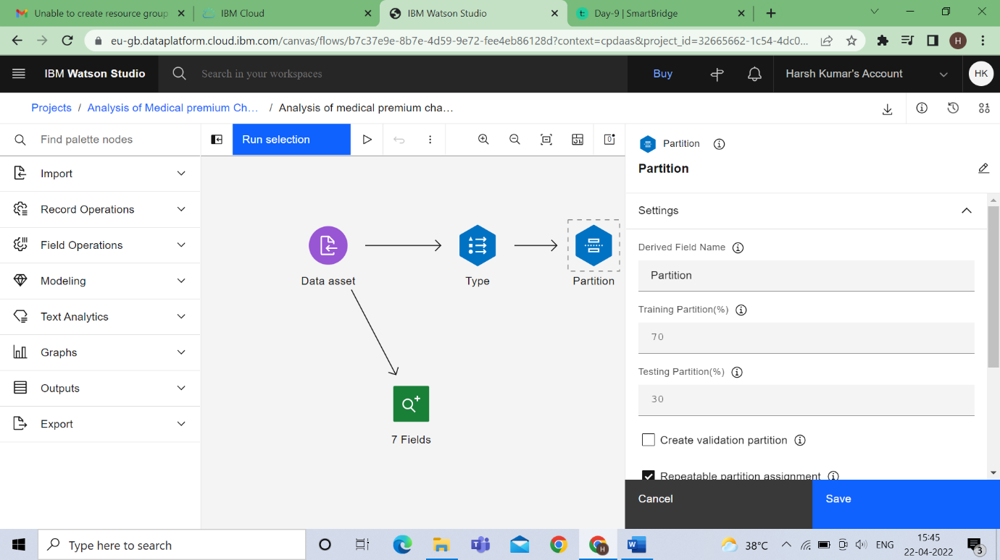 Unable to create resource group
IBM Cloud
IBM Watson Studio
t: Day-9 | SmartBridge
eu-gb.dataplatform.cloud.ibm.com/canvas/flows/b7c37e9e-8b7e-4d59-9e72-fee4eb86128d?context=cpdaas&project_id=32665662-1c54-4dc0...
H
IBM Watson Studio
Search in your workspaces
Buy
Harsh Kumar's Account
HK
Projects / Analysis of Medical premium Ch... / Analysis of medical premium cha...
Find palette nodes
Run selection
Import
Record Operations
Field Operations
Modeling
Text Analytics
Graphs
Outputs
Export
Data asset
Type
Partition
7 Fields
Partition
Partition
Settings
Derived Field Name
Partition
Training Partition(%)
70
Testing Partition(%)
30
Create validation partition
Repeatable partition assignment
Cancel
Save
Type here to search
H
38°C
ENG
15:45
22-04-2022
3